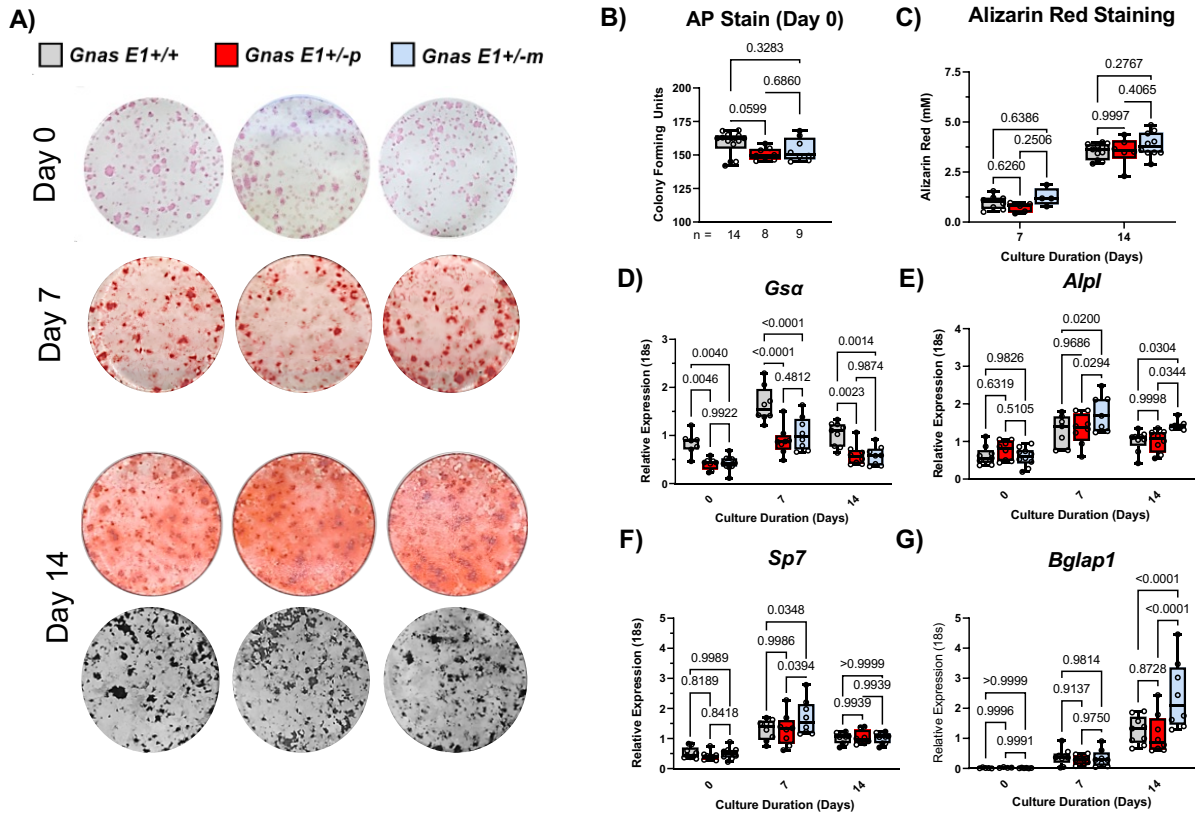 A)
Gnas E1+/+
Gnas E1+/-p
Gnas E1+/-m
Day 0
Day 7
Day 14
B)
AP Stain (Day 0)
0.3283
0.6860
0.0599
Colony Forming Units
200
175
150
125
100
n = 14 8 9
C)
Alizarin Red Staining
0.2767
0.4065
0.9997
0.6386
0.2506
0.6260
Alizarin Red (mM)
7.5
5.0
2.5
0.0
7 14
Culture Duration (Days)
D)
Gsα
<0.0001
<0.0001
0.4812
0.0040
0.0046
0.9922
0.0014
0.9874
0.0023
Relative Expression (18s)
3
2
1
0
0 7 14
Culture Duration (Days)
E)
Alpl
0.0200
0.9686
0.0294
0.9826
0.6319
0.5105
0.0304
0.0344
0.9998
Relative Expression (18s)
4
3
2
1
0
0 7 14
Culture Duration (Days)
F)
Sp7
0.0348
0.9986
0.0394
0.9989
0.8189
0.8418
>0.9999
0.9939
0.9939
Relative Expression (18s)
5
4
3
2
1
0
0 7 14
Culture Duration (Days)
G)
Bglap1
<0.0001
<0.0001
0.8728
0.9814
0.9137
0.9750
>0.9999
0.9996
0.9991
Relative Expression (18s)
5
4
3
2
1
0
0 7 14
Culture Duration (Days)